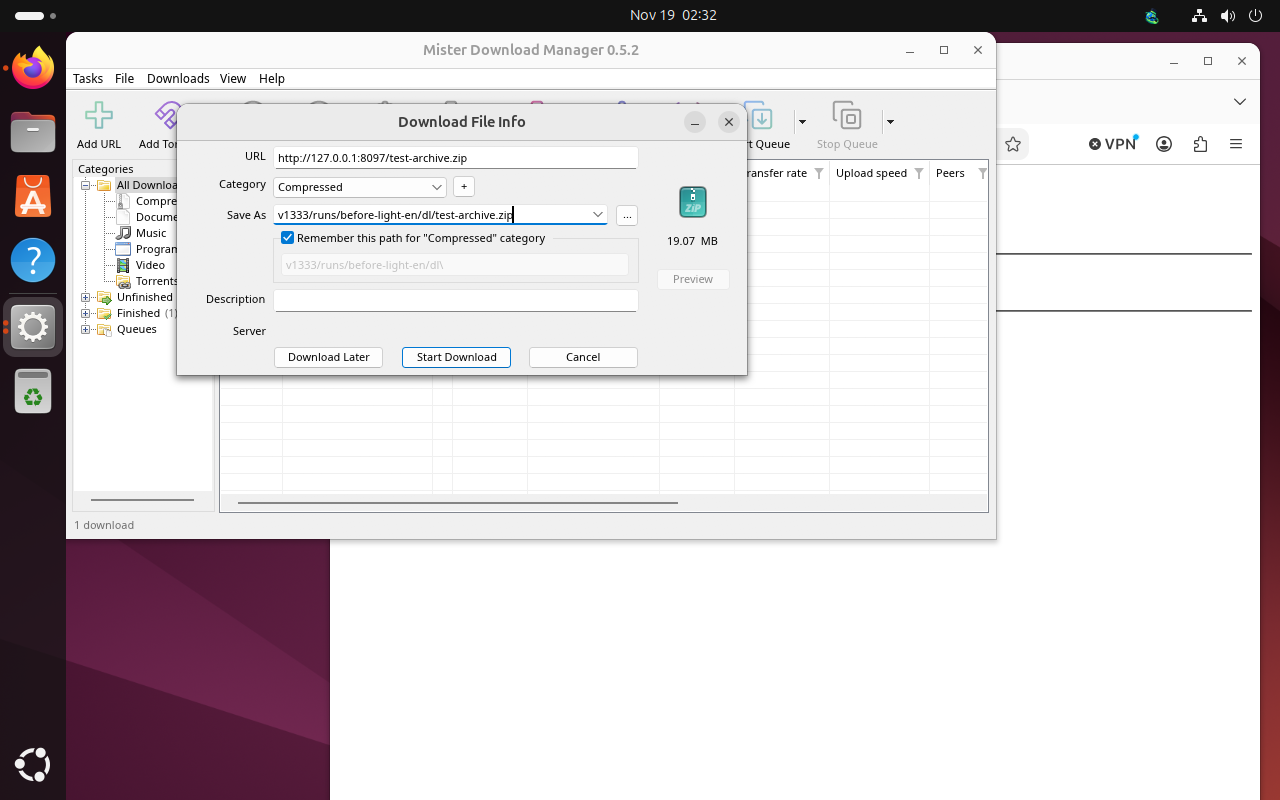 Nov 19 02:32
Mister Download Manager 0.5.2
Tasks File Downloads View Help
Add URL
Stop Queue
VPN
Categories
All Downloa
Compre
Docume
Music
Program
Video
Torrents
Unfinished
Finished (1)
Queues
ransfer rate Upload speed Peers
Download File Info
URL http://127.0.0.1:8097/test-archive.zip
Category Compressed +
Save As v1333/runs/before-light-en/dl/test-archive.zip ...
Remember this path for "Compressed" category
v1333/runs/before-light-en/dl\
Description
Server
ZiP
19.07 MB
Preview
Download Later Start Download Cancel
1 download